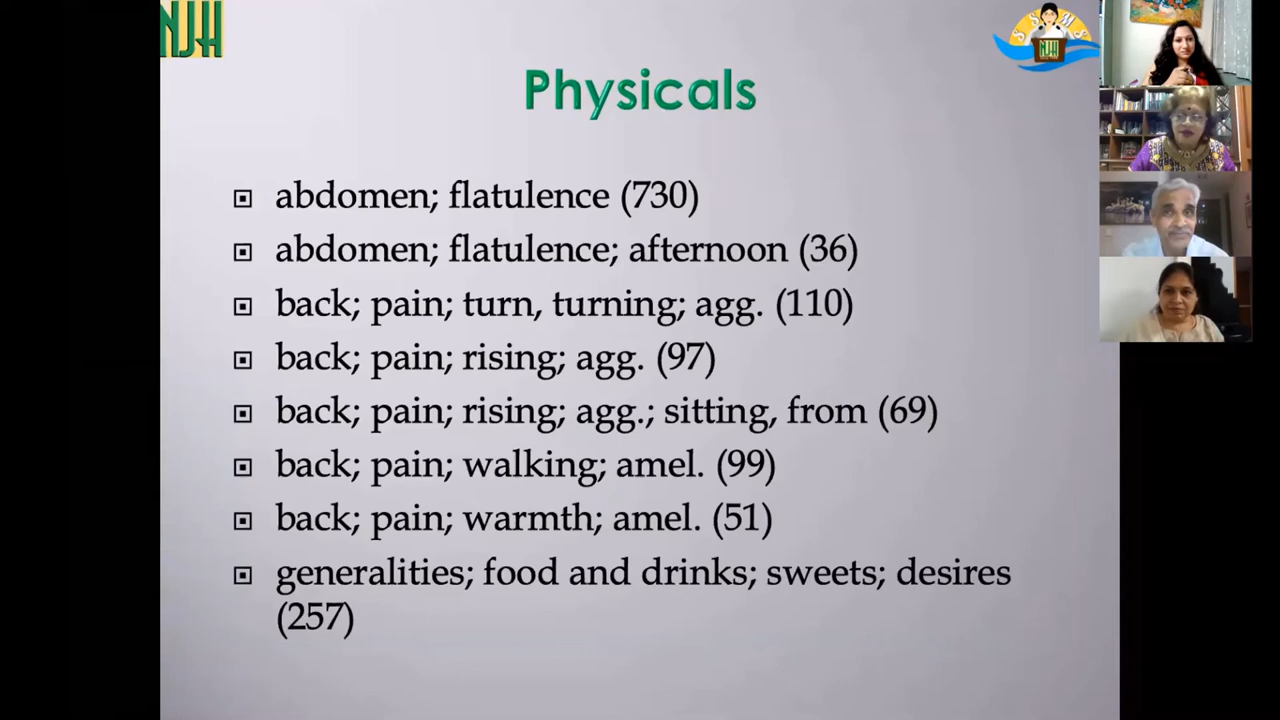 NJH
S S M S
NJH
Physicals
abdomen; flatulence (730)
abdomen; flatulence; afternoon (36)
back; pain; turn, turning; agg. (110)
back; pain; rising; agg. (97)
back; pain; rising; agg.; sitting, from (69)
back; pain; walking; amel. (99)
back; pain; warmth; amel. (51)
generalities; food and drinks; sweets; desires
(257)